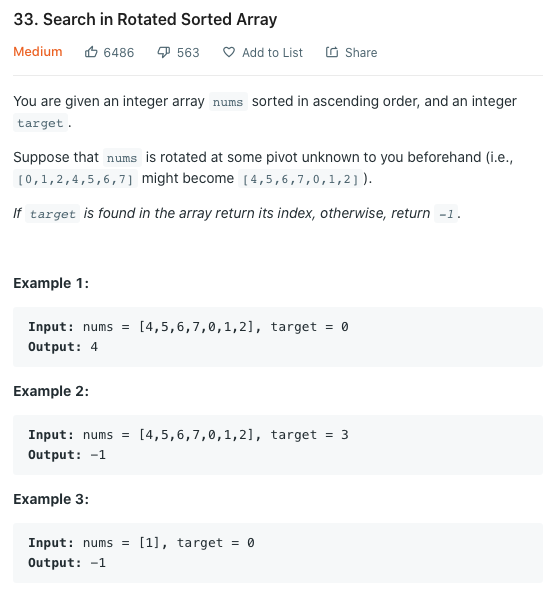 33. Search in Rotated Sorted Array
Medium 6486 563 Add to List Share
You are given an integer array nums sorted in ascending order, and an integer
target.
Suppose that nums is rotated at some pivot unknown to you beforehand (i.e.,
[0,1,2,4,5,6,7] might become [4,5,6,7,0,1,2]).
If target is found in the array return its index, otherwise, return -1.
Example 1:
Input: nums = [4,5,6,7,0,1,2], target = 0
Output: 4
Example 2:
Input: nums = [4,5,6,7,0,1,2], target = 3
Output: -1
Example 3:
Input: nums = [1], target = 0
Output: -1